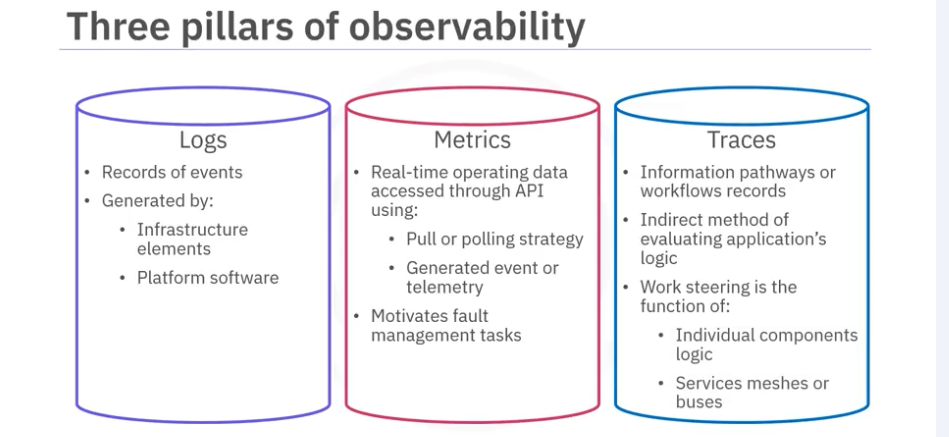 Three pillars of observability
Logs
• Records of events
• Generated by:
• Infrastructure
elements
• Platform software
Metrics
• Real-time operating data
accessed through API
using:
• Pull or polling strategy
• Generated event or
telemetry
• Motivates fault
management tasks
Traces
• Information pathways or
workflows records
• Indirect method of
evaluating application’s
logic
• Work steering is the
function of:
• Individual components
logic
• Services meshes or
buses